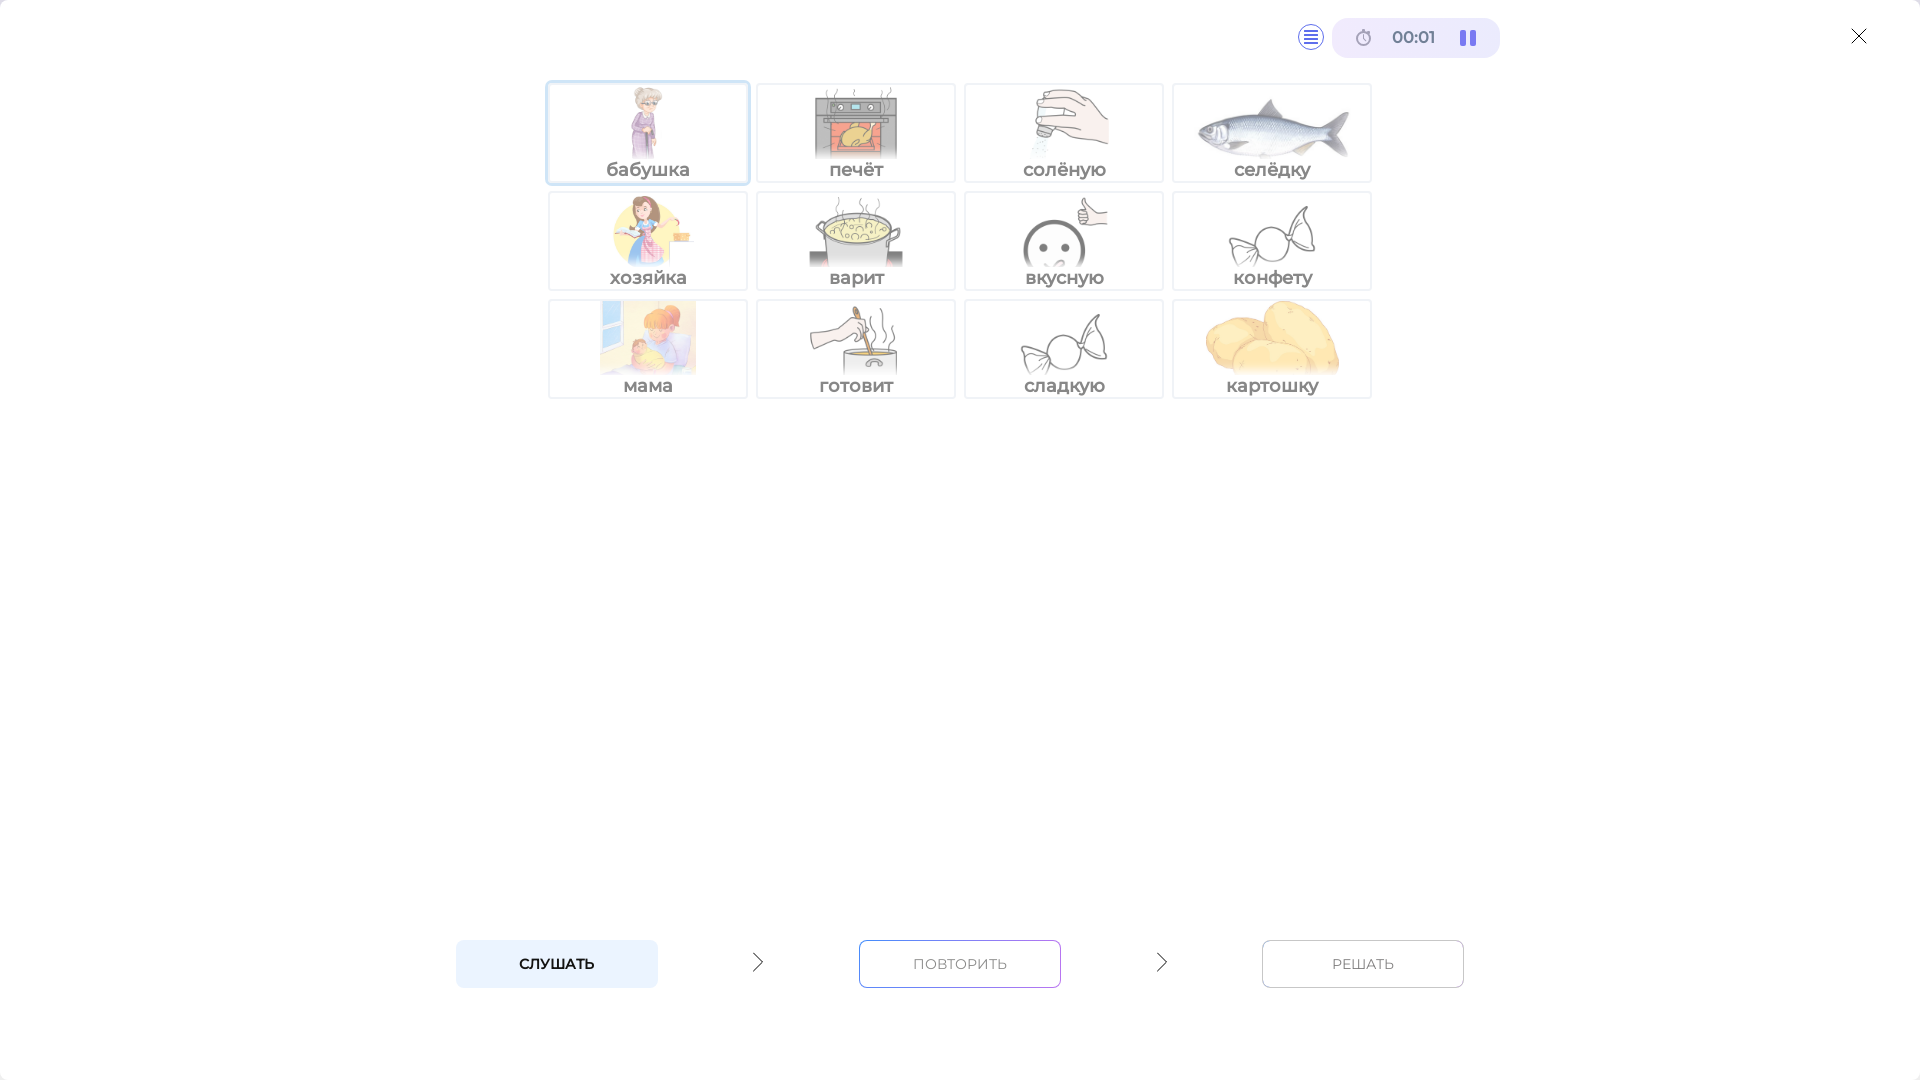 00:01
бабушка
печёт
солёную
селёдку
хозяйка
варит
вкусную
конфету
мама
готовит
сладкую
картошку
СЛУШАТЬ
ПОВТОРИТЬ
РЕШАТЬ